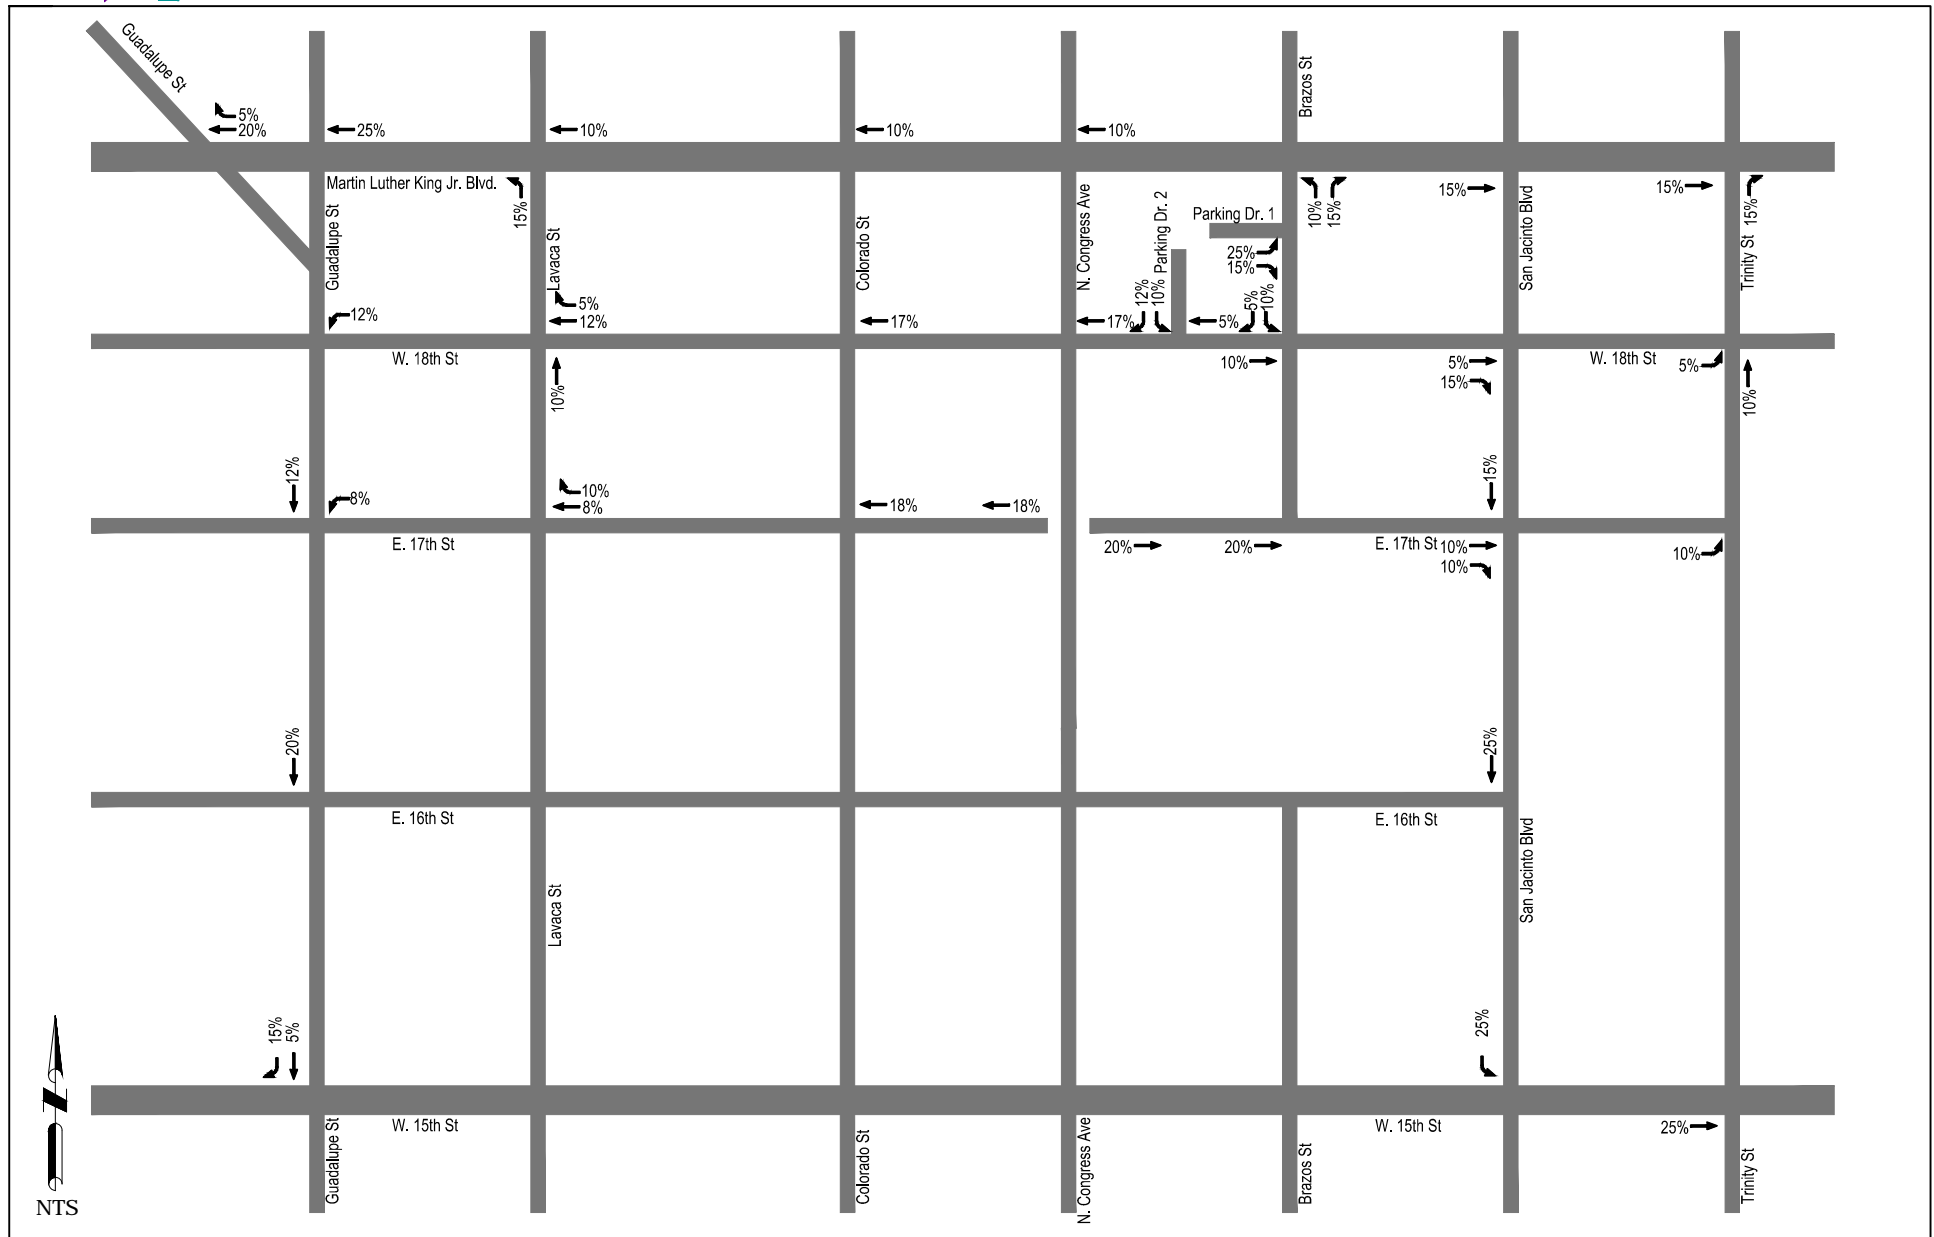 Guadalupe St
Brazos St
5%
20%
25%
10%
10%
10%
Martin Luther King Jr. Blvd.
15%
Guadalupe St
Lavaca St
Colorado St
N. Congress Ave
Parking Dr. 2
Parking Dr. 1
25%
15%
10%
15%
15%
San Jacinto Blvd
15%
15%
Trinity St
12%
5%
12%
17%
17%
12%
10%
5%
5%
10%
W. 18th St
10%
10%
5%
15%
W. 18th St
5%
10%
12%
8%
10%
8%
18%
18%
15%
E. 17th St
20%
20%
E. 17th St
10%
10%
10%
20%
25%
E. 16th St
E. 16th St
Lavaca St
San Jacinto Blvd
15%
5%
25%
W. 15th St
W. 15th St
25%
Guadalupe St
Colorado St
N. Congress Ave
Brazos St
Trinity St
NTS